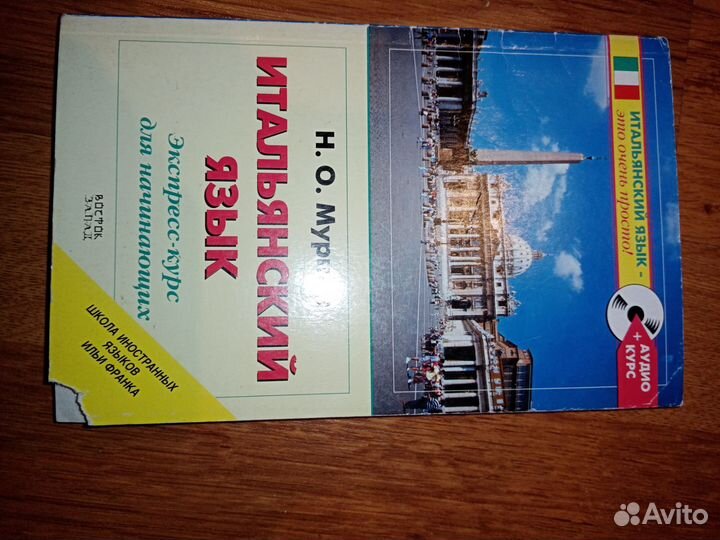 ИТАЛЬЯНСКИЙ ЯЗЫК -
это очень просто!
+ АУДИО
КУРС
Н. О.
ИТАЛЬЯНСКИЙ
ЯЗЫК
Экспресс-курс
для начинающих
ВОСТОК
ЗАПАД
ШКОЛА ИНОСТРАННЫХ
ЯЗЫКОВ
ИЛЬИ ФРАНКА
Avito